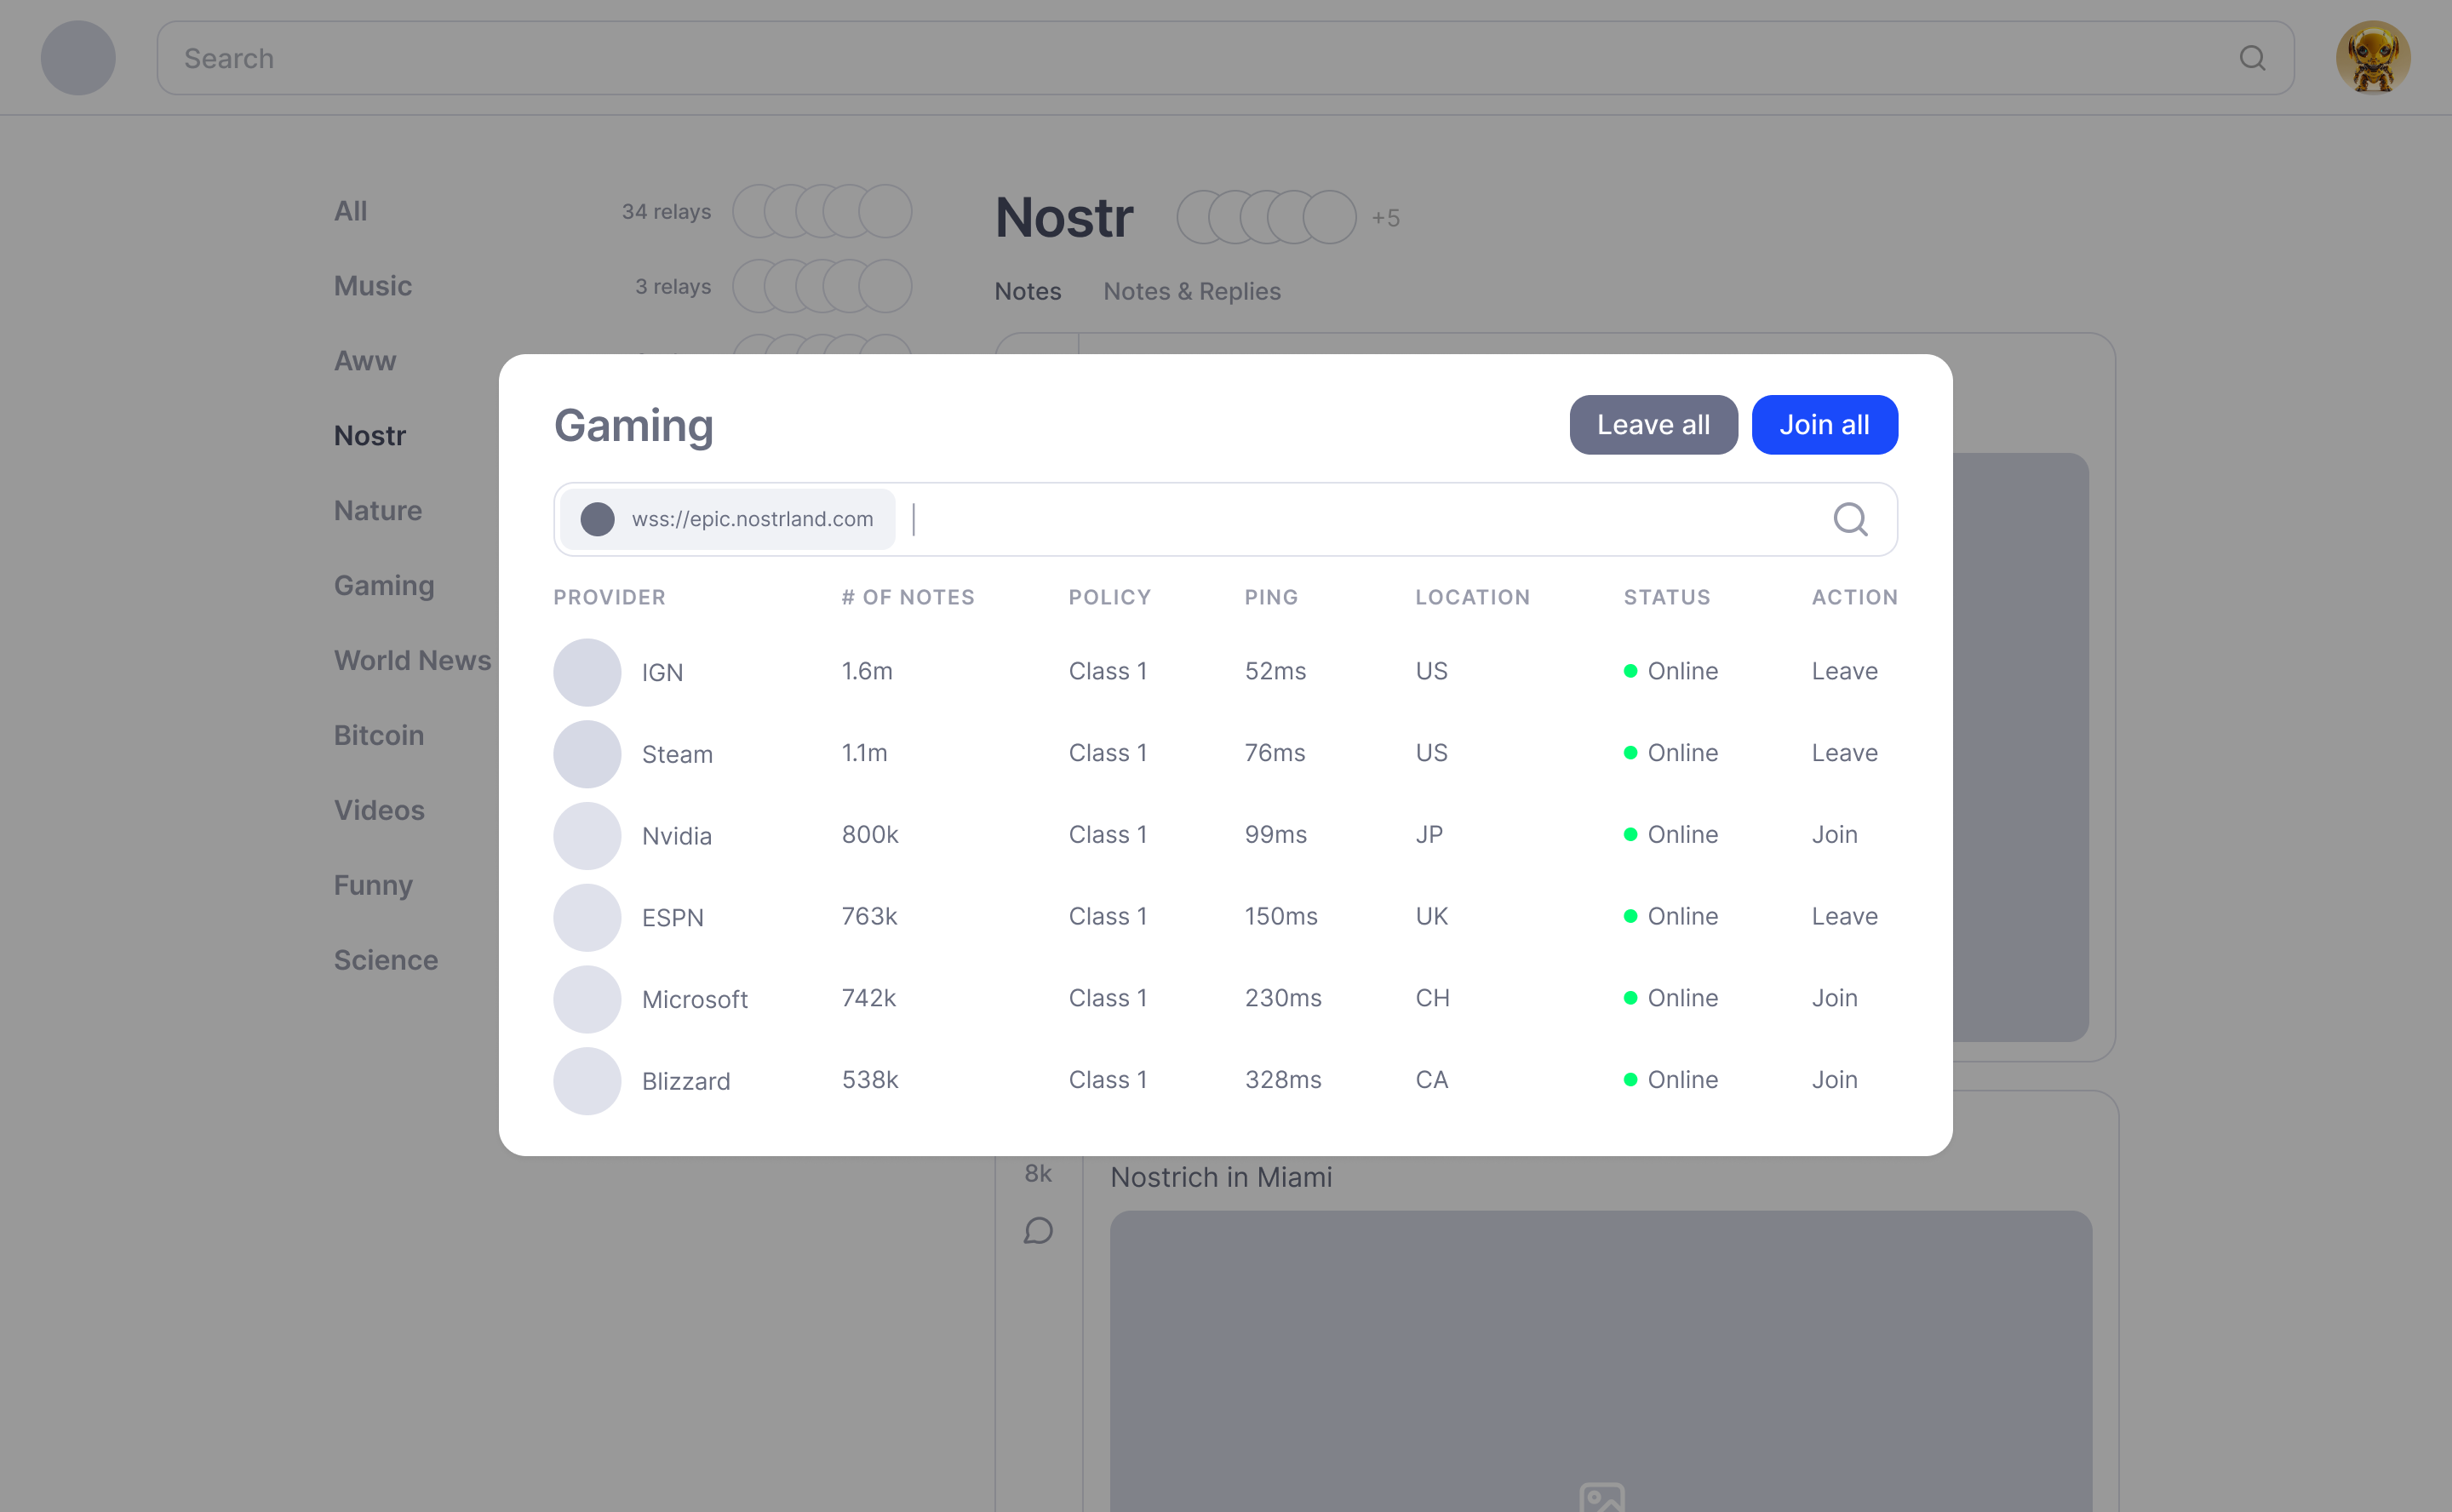 Search
All 34 relays
Music 3 relays
Aww
Nostr
Nature
Gaming
World News
Bitcoin
Videos
Funny
Science
Nostr +5
Notes Notes & Replies
Gaming Leave all Join all
wss://epic.nostrland.com
PROVIDER # OF NOTES POLICY PING LOCATION STATUS ACTION
IGN 1.6m Class 1 52ms US Online Leave
Steam 1.1m Class 1 76ms US Online Leave
Nvidia 800k Class 1 99ms JP Online Join
ESPN 763k Class 1 150ms UK Online Leave
Microsoft 742k Class 1 230ms CH Online Join
Blizzard 538k Class 1 328ms CA Online Join
8k
Nostrich in Miami